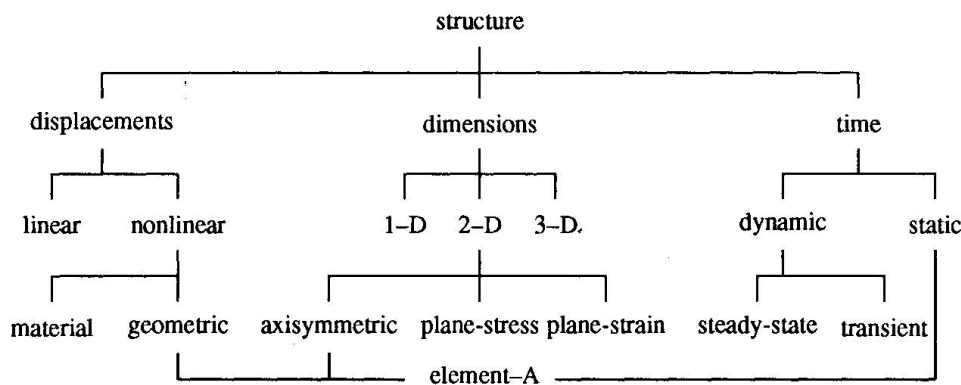 structure
displacements dimensions time
linear nonlinear 1–D 2–D 3–D. dynamic static
material geometric axisymmetric plane-stress plane-strain steady-state transient
element–A